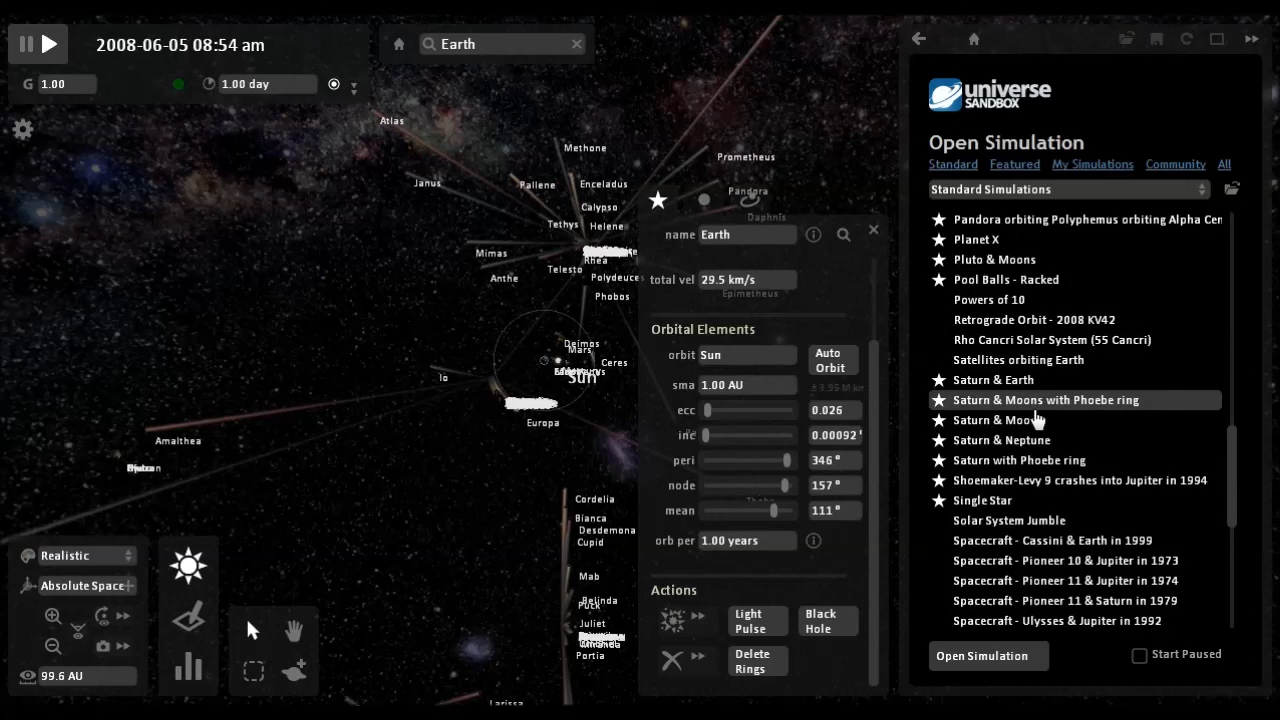 2008-06-05 08:54 am
G 1.00
1.00 day
Earth
Atlas
Methone
Prometheus
Janus
Pallene
Enceladus
Pandora
Calypso
Daphnis
Tethys
Helene
Mimas
Rhea
Telesto
Polydeuces
Anthe
Epimetheus
Phobos
Deimos
Mars
Ceres
Sun
Io
Europa
Amalthea
Thebe
Cordelia
Bianca
Desdemona
Cupid
Mab
Belinda
Puck
Juliet
Miranda
Portia
Larissa
name Earth
total vel 29.5 km/s
Orbital Elements
orbit Sun
Auto
Orbit
sma 1.00 AU
ecc 0.026
inc 0.00092°
peri 346°
node 157°
mean 111°
orb per 1.00 years
Actions
Light
Pulse
Black
Hole
Delete
Rings
Realistic
Absolute Space
99.6 AU
universe
SANDBOX
Open Simulation
Standard Featured My Simulations Community All
Standard Simulations
Pandora orbiting Polyphemus orbiting Alpha Cen
Planet X
Pluto & Moons
Pool Balls - Racked
Powers of 10
Retrograde Orbit - 2008 KV42
Rho Cancri Solar System (55 Cancri)
Satellites orbiting Earth
Saturn & Earth
Saturn & Moons with Phoebe ring
Saturn & Moo
Saturn & Neptune
Saturn with Phoebe ring
Shoemaker-Levy 9 crashes into Jupiter in 1994
Single Star
Solar System Jumble
Spacecraft - Cassini & Earth in 1999
Spacecraft - Pioneer 10 & Jupiter in 1973
Spacecraft - Pioneer 11 & Jupiter in 1974
Spacecraft - Pioneer 11 & Saturn in 1979
Spacecraft - Ulysses & Jupiter in 1992
Open Simulation
Start Paused